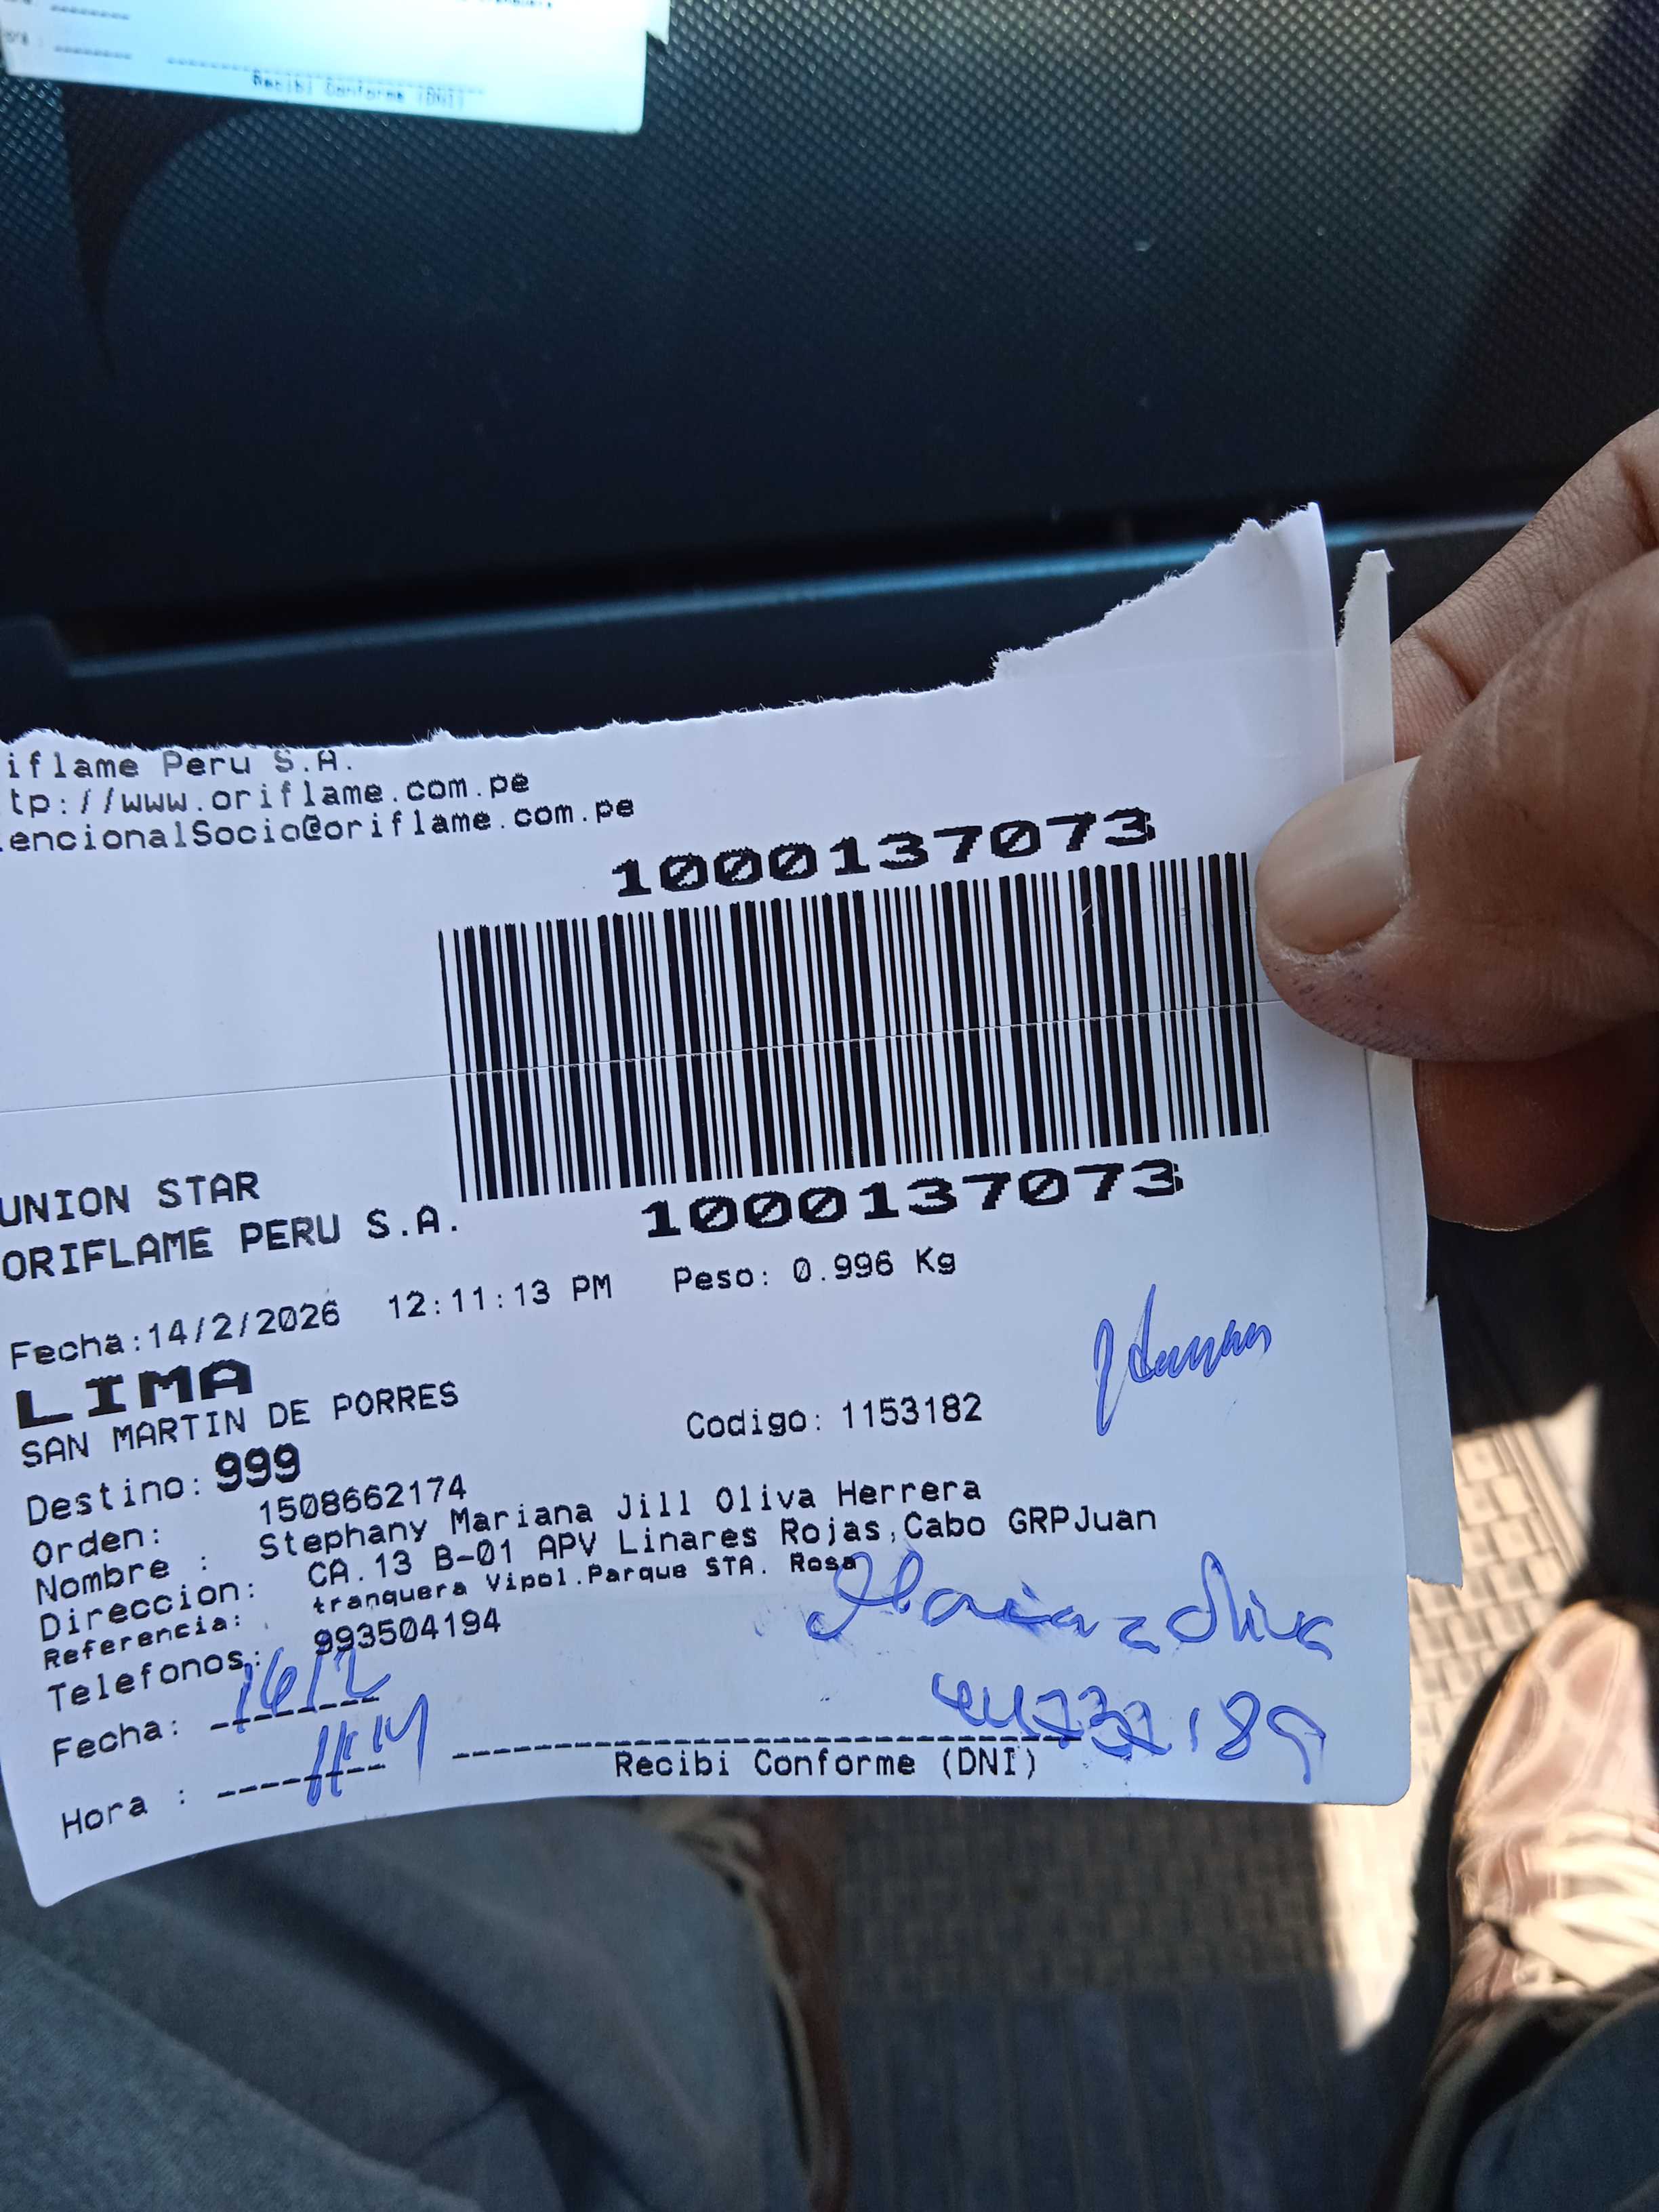 Recibi Conforme (DNI)
iflame Peru S.A.
tp://www.oriflame.com.pe
encionalSocio@oriflame.com.pe
1000137073
1000137073
UNION STAR
ORIFLAME PERU S.A.
Fecha:14/2/2026 12:11:13 PM Peso: 0.996 Kg
LIMA
SAN MARTIN DE PORRES
Destino: 999 Codigo: 1153182
Orden: 1508662174
Nombre : Stephany Mariana Jill Oliva Herrera
Direccion: CA.13 B-01 APV Linares Rojas,Cabo GRPJuan
Referencia: tranquera Vipol.Parque STA. Rosa
Telefonos: 993504194
Oliva
Fecha: 16/2
Hora : 11:14
Recibi Conforme (DNI)